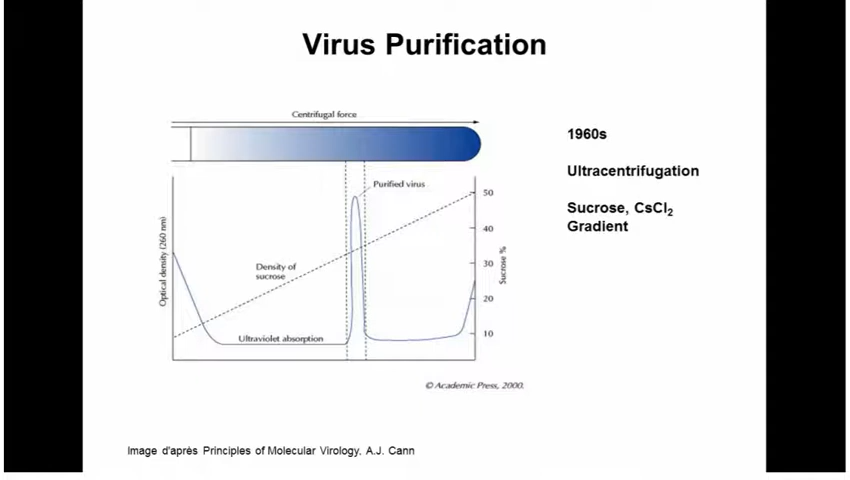 Virus Purification
Centrifugal force
1960s
Ultracentrifugation
Sucrose, CsCl2
Gradient
Purified virus
50
40
30
20
10
Optical density (260 nm)
Sucrose %
Density of
sucrose
Ultraviolet absorption
© Academic Press, 2000.
Image d'après Principles of Molecular Virology, A.J. Cann